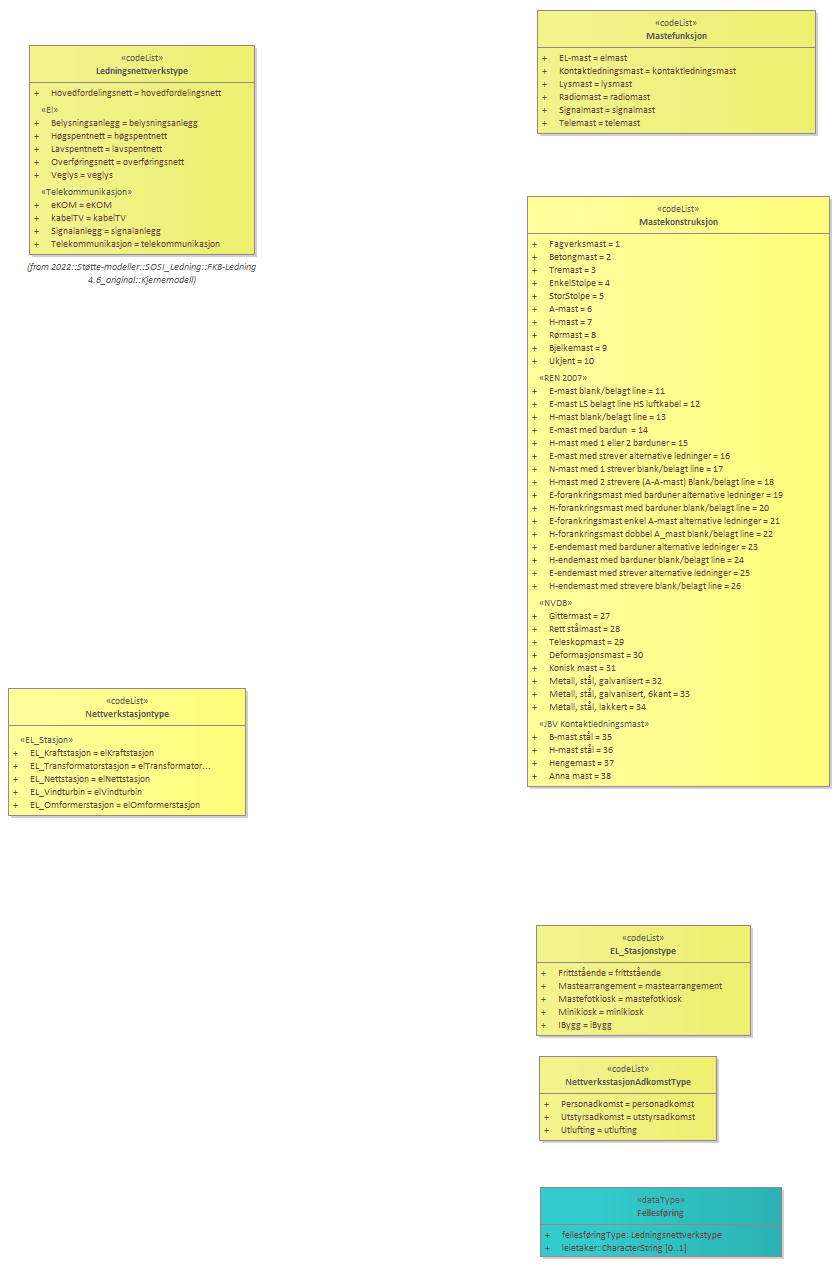 «codeList»
Ledningsnettverkstype
+ Hovedfordelingsnett = hovedfordelingsnett
«El»
+ Belysningsanlegg = belysningsanlegg
+ Høgspentnett = høgspentnett
+ Lavspentnett = lavspentnett
+ Overføringsnett = overføringsnett
+ Veglys = veglys
«Telekommunikasjon»
+ eKOM = eKOM
+ kabelTV = kabelTV
+ Signalanlegg = signalanlegg
+ Telekommunikasjon = telekommunikasjon
(from 2022::Støtte-modeller::SOSI_Ledning::FKB-Ledning
4.6_original::Kjernemodell)
«codeList»
Mastefunksjon
+ EL-mast = elmast
+ Kontaktledningsmast = kontaktledningsmast
+ Lysmast = lysmast
+ Radiomast = radiomast
+ Signalmast = signalmast
+ Telemast = telemast
«codeList»
Mastekonstruksjon
+ Fagverksmast = 1
+ Betongmast = 2
+ Tremast = 3
+ EnkelStolpe = 4
+ StorStolpe = 5
+ A-mast = 6
+ H-mast = 7
+ Rørmast = 8
+ Bjelkemast = 9
+ Ukjent = 10
«REN 2007»
+ E-mast blank/belagt line = 11
+ E-mast LS belagt line HS luftkabel = 12
+ H-mast blank/belagt line = 13
+ E-mast med bardun = 14
+ H-mast med 1 eller 2 barduner = 15
+ E-mast med strever alternative ledninger = 16
+ N-mast med 1 strever blank/belagt line = 17
+ H-mast med 2 strevere (A-A-mast) Blank/belagt line = 18
+ E-forankringsmast med barduner alternative ledninger = 19
+ H-forankringsmast med barduner blank/belagt line = 20
+ E-forankringsmast enkel A-mast alternative ledninger = 21
+ H-forankringsmast dobbel A_mast blank/belagt line = 22
+ E-endemast med barduner alternative ledninger = 23
+ H-endemast med barduner blank/belagt line = 24
+ E-endemast med strever alternative ledninger = 25
+ H-endemast med strevere blank/belagt line = 26
«NVDB»
+ Gittermast = 27
+ Rett stålmast = 28
+ Teleskopmast = 29
+ Deformasjonsmast = 30
+ Konisk mast = 31
+ Metall, stål, galvanisert = 32
+ Metall, stål, galvanisert, 6kant = 33
+ Metall, stål, lakkert = 34
«JBV Kontaktledningsmast»
+ B-mast stål = 35
+ H-mast stål = 36
+ Hengemast = 37
+ Anna mast = 38
«codeList»
Nettverkstasjontype
«EL_Stasjon»
+ EL_Kraftstasjon = elKraftstasjon
+ EL_Transformatorstasjon = elTransformator...
+ EL_Nettstasjon = elNettstasjon
+ EL_Vindturbin = elVindturbin
+ EL_Omformerstasjon = elOmformerstasjon
«codeList»
EL_Stasjonstype
+ Frittstående = frittstående
+ Mastearrangement = mastearrangement
+ Mastefotkiosk = mastefotkiosk
+ Minikiosk = minikiosk
+ IBygg = iBygg
«codeList»
NettverksstasjonAdkomstType
+ Personadkomst = personadkomst
+ Utstyrsadkomst = utstyrsadkomst
+ Utlufting = utlufting
«dataType»
Fellesføring
+ fellesføringType: Ledningsnettverkstype
+ leietaker: CharacterString [0..1]